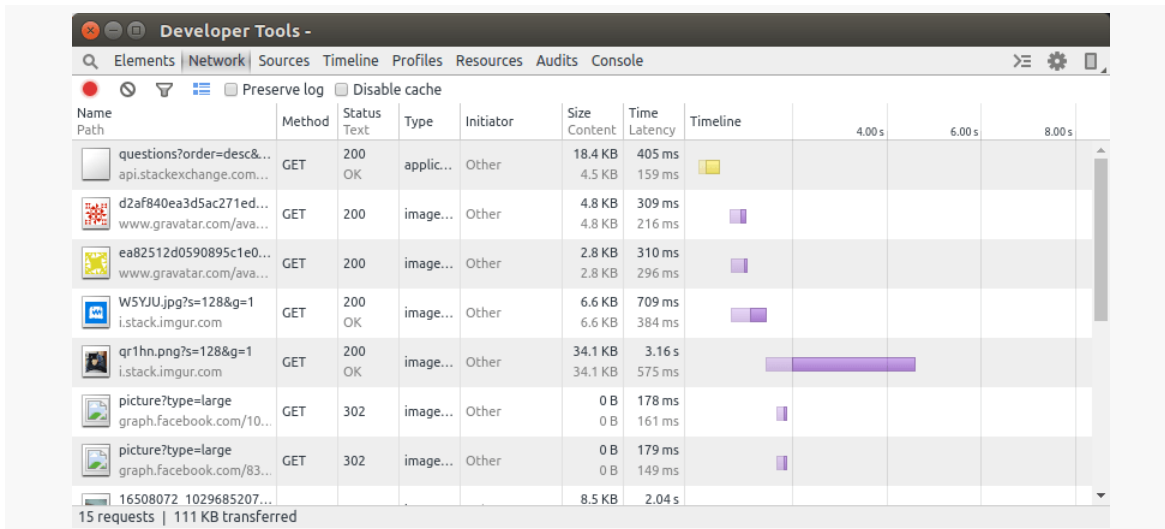 Developer Tools -
Elements Network Sources Timeline Profiles Resources Audits Console
Preserve log Disable cache
Name Path Method Status Text Type Initiator Size Content Time Latency Timeline 4.00 s 6.00 s 8.00 s
questions?order=desc&... GET 200 applic... Other 18.4 KB 405 ms
api.stackexchange.com... OK 4.5 KB 159 ms
d2af840ea3d5ac271ed... GET 200 image... Other 4.8 KB 309 ms
www.gravatar.com/ava... 4.8 KB 216 ms
ea82512d0590895c1e0... GET 200 image... Other 2.8 KB 310 ms
www.gravatar.com/ava... 2.8 KB 296 ms
W5YJU.jpg?s=128&g=1 GET 200 image... Other 6.6 KB 709 ms
i.stack.imgur.com OK 6.6 KB 384 ms
qr1hn.png?s=128&g=1 GET 200 image... Other 34.1 KB 3.16 s
i.stack.imgur.com OK 34.1 KB 575 ms
picture?type=large GET 302 image... Other 0 B 178 ms
graph.facebook.com/10... 0 B 161 ms
picture?type=large GET 302 image... Other 0 B 179 ms
graph.facebook.com/83... 0 B 149 ms
16508072_1029685207... 8.5 KB 2.04 s
15 requests | 111 KB transferred